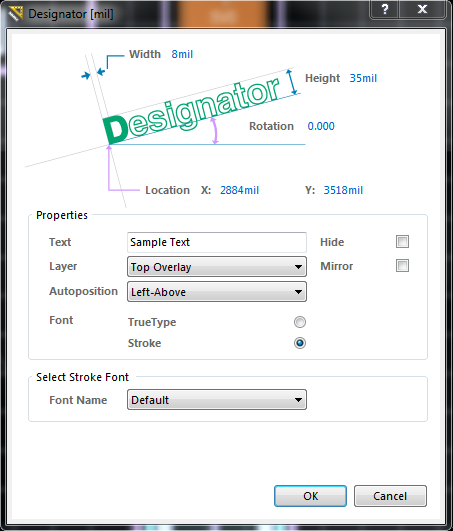 Designator [mil]
?
Width 8mil
Designator
Height 35mil
Rotation 0.000
Location X: 2884mil Y: 3518mil
Properties
Text Sample Text Hide
Layer Top Overlay Mirror
Autoposition Left-Above
Font TrueType
Stroke
Select Stroke Font
Font Name Default
OK Cancel